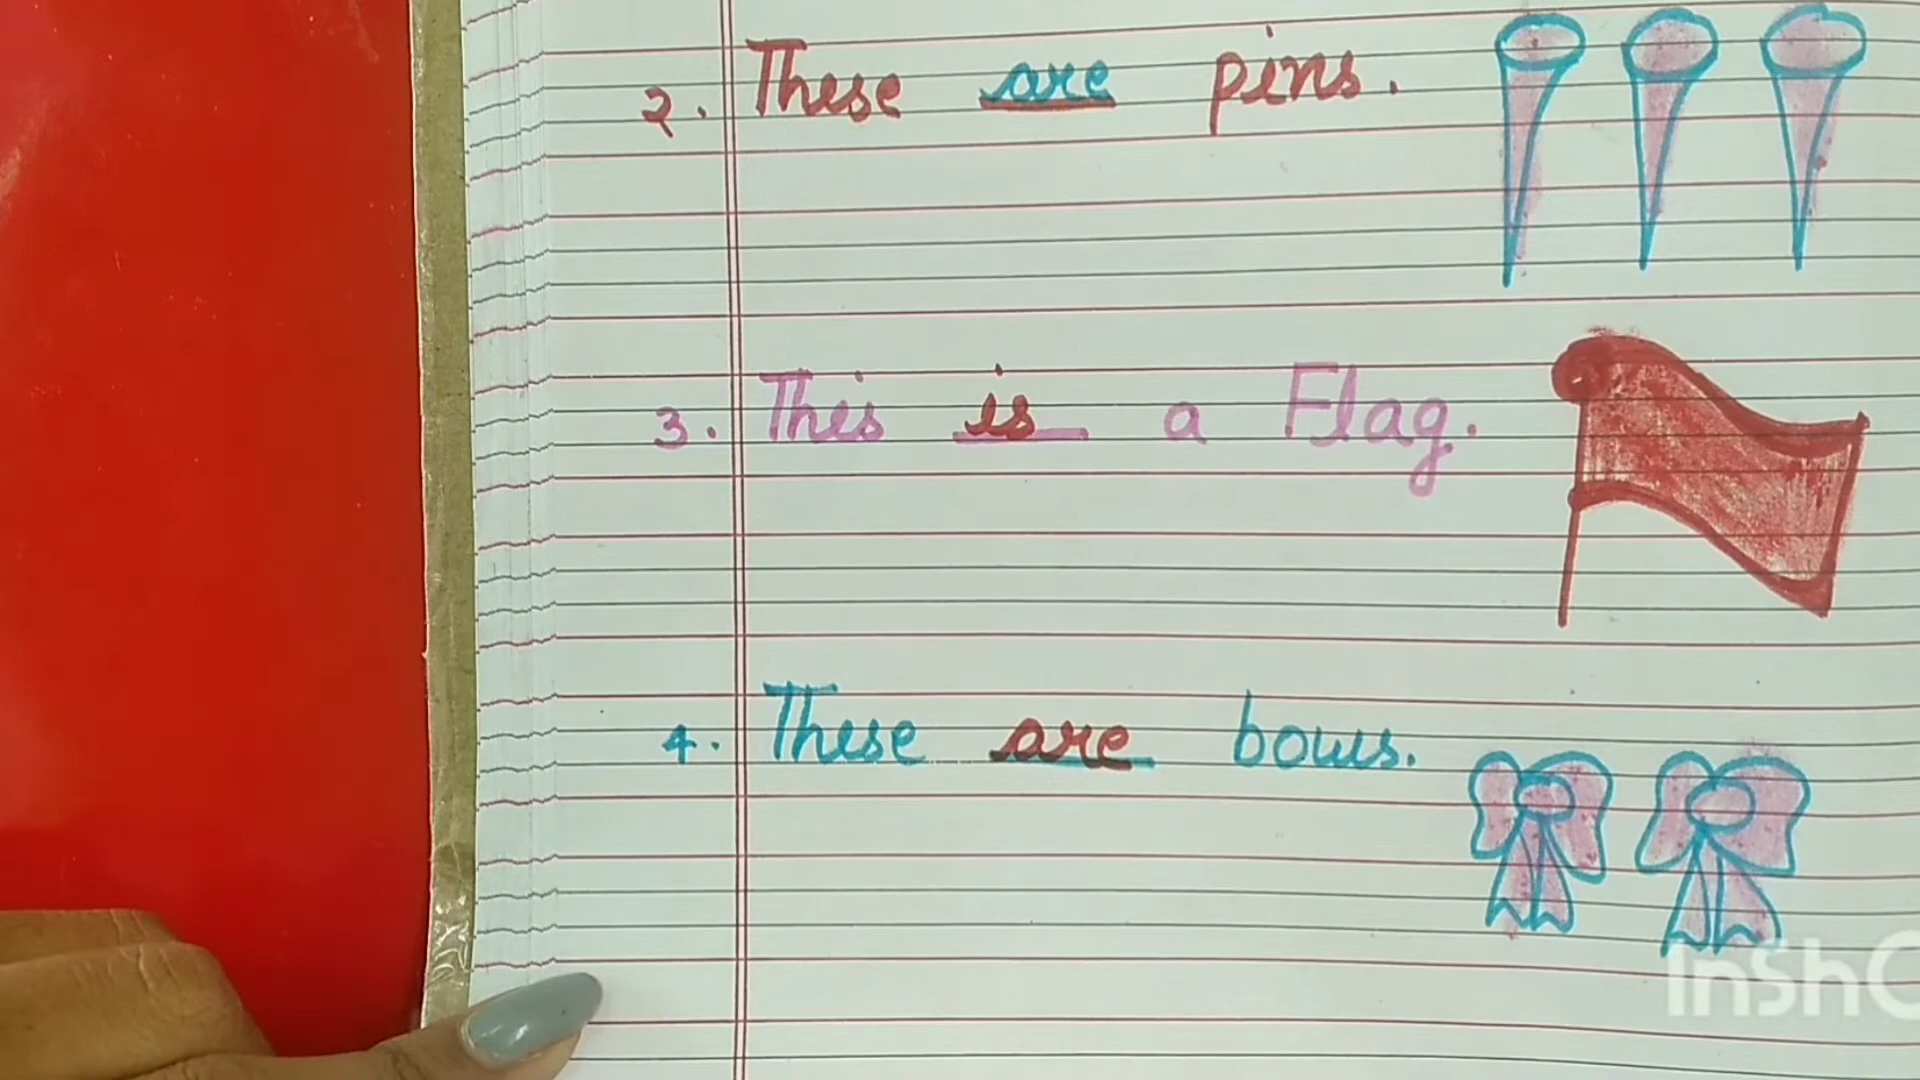 2. These are pins.
3. This is a Flag.
4. These are bows.
InSh